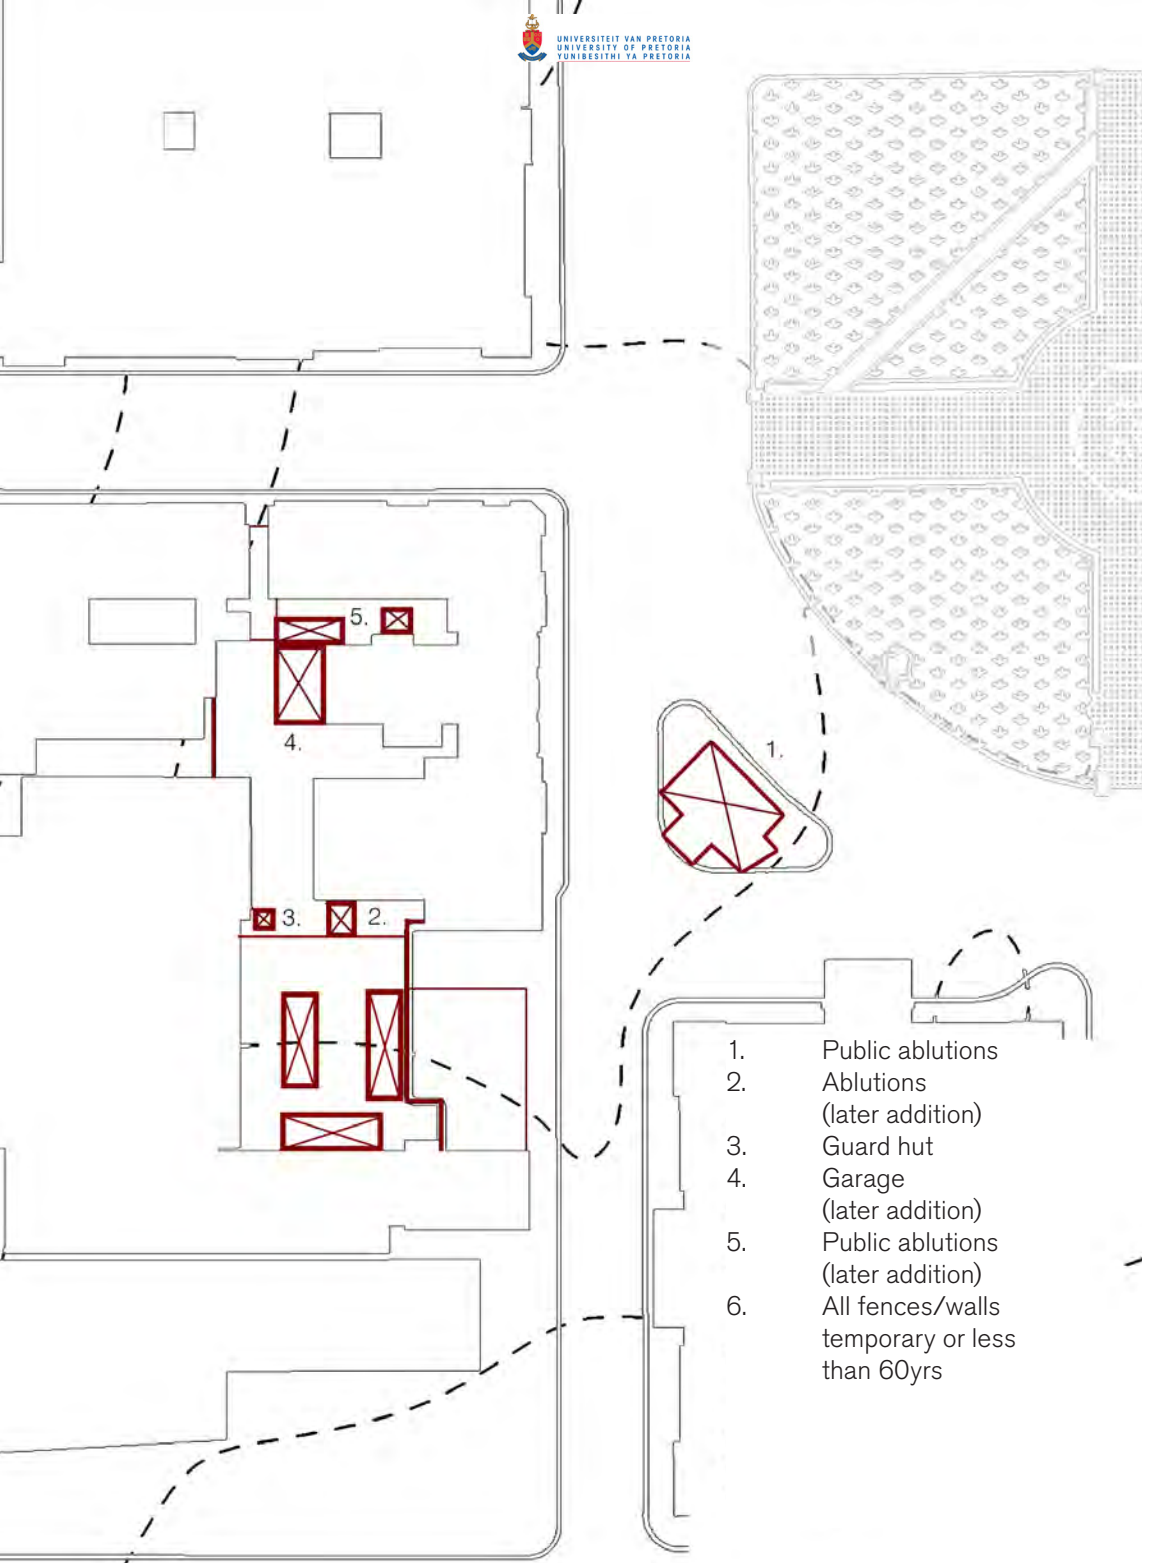 UNIVERSITEIT VAN PRETORIA
UNIVERSITY OF PRETORIA
YUNIBESITHI YA PRETORIA
5.
4.
1.
3.
2.
1. Public ablutions
2. Ablutions
(later addition)
3. Guard hut
4. Garage
(later addition)
5. Public ablutions
(later addition)
6. All fences/walls
temporary or less
than 60yrs